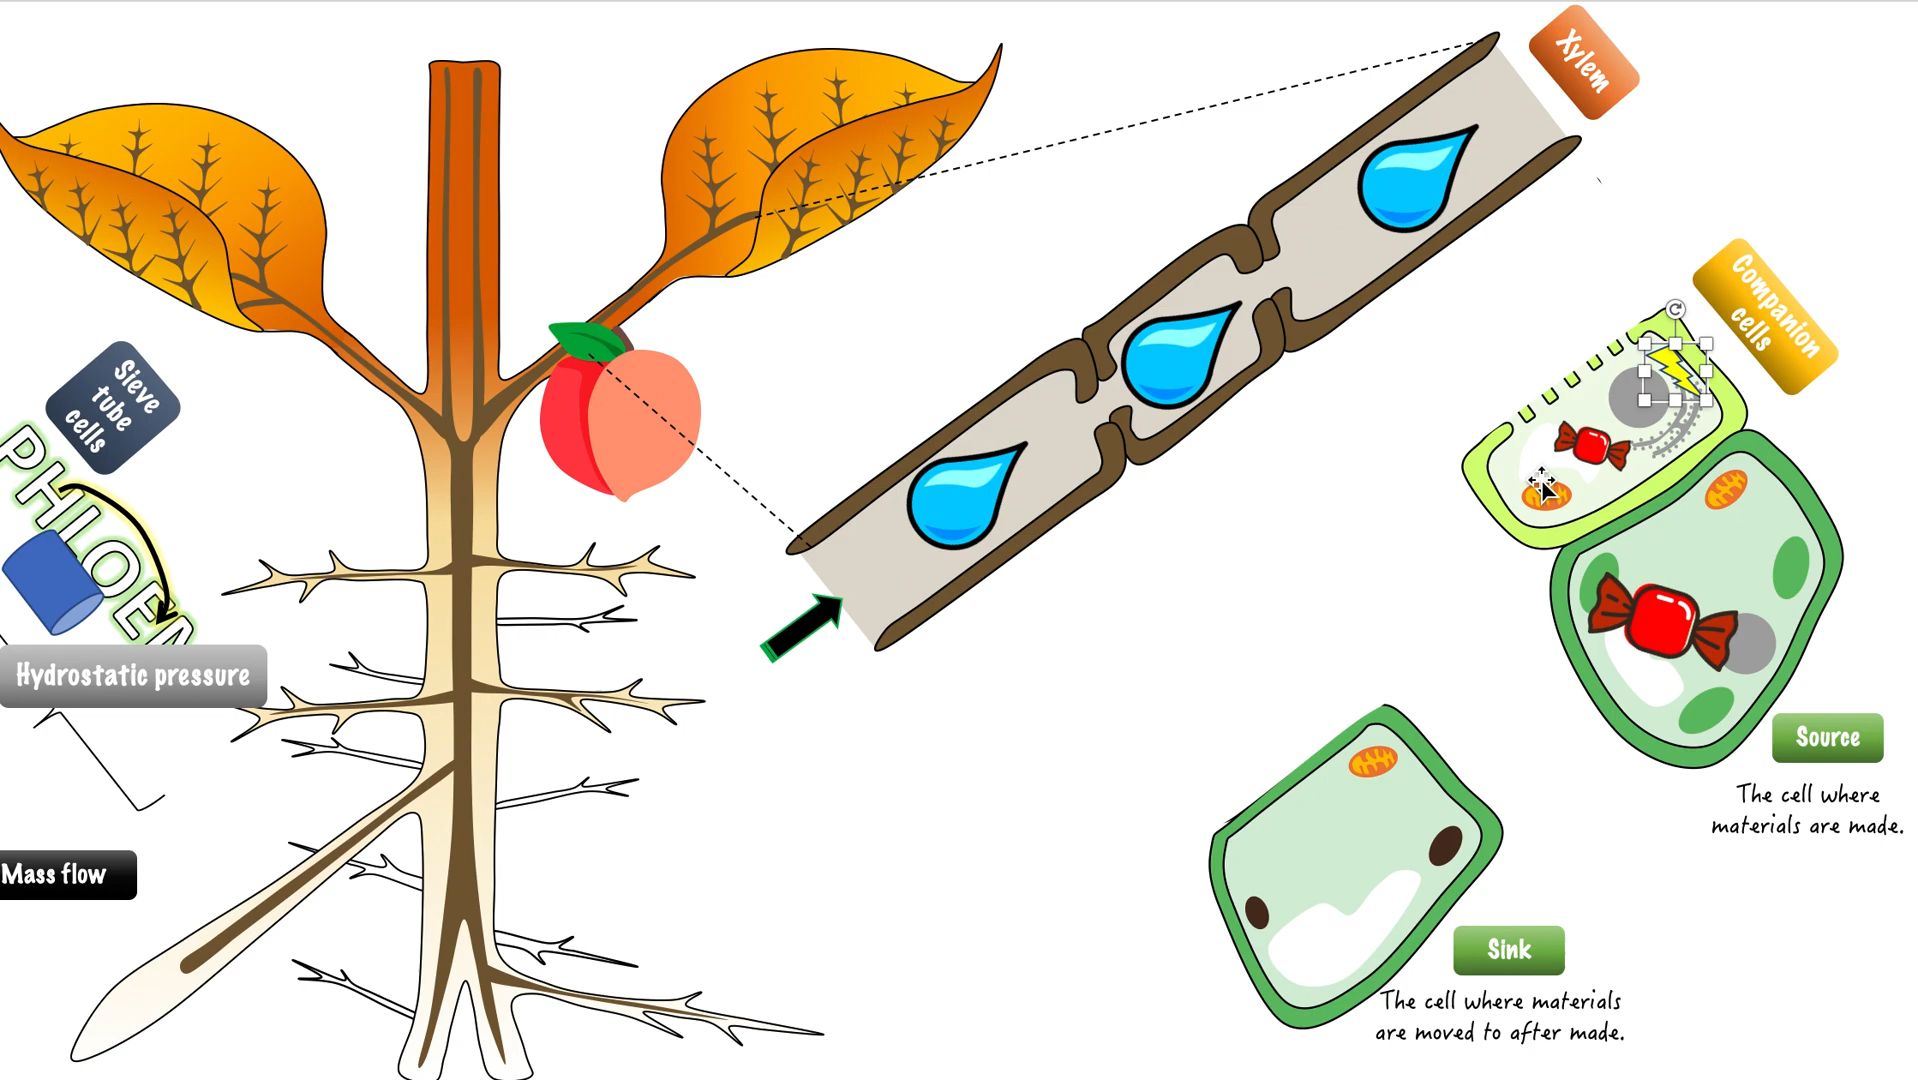 Xylem
Companion
cells
Sieve
tube
cells
PHLOEM
Hydrostatic pressure
Source
The cell where
materials are made.
Mass flow
Sink
The cell where materials
are moved to after made.